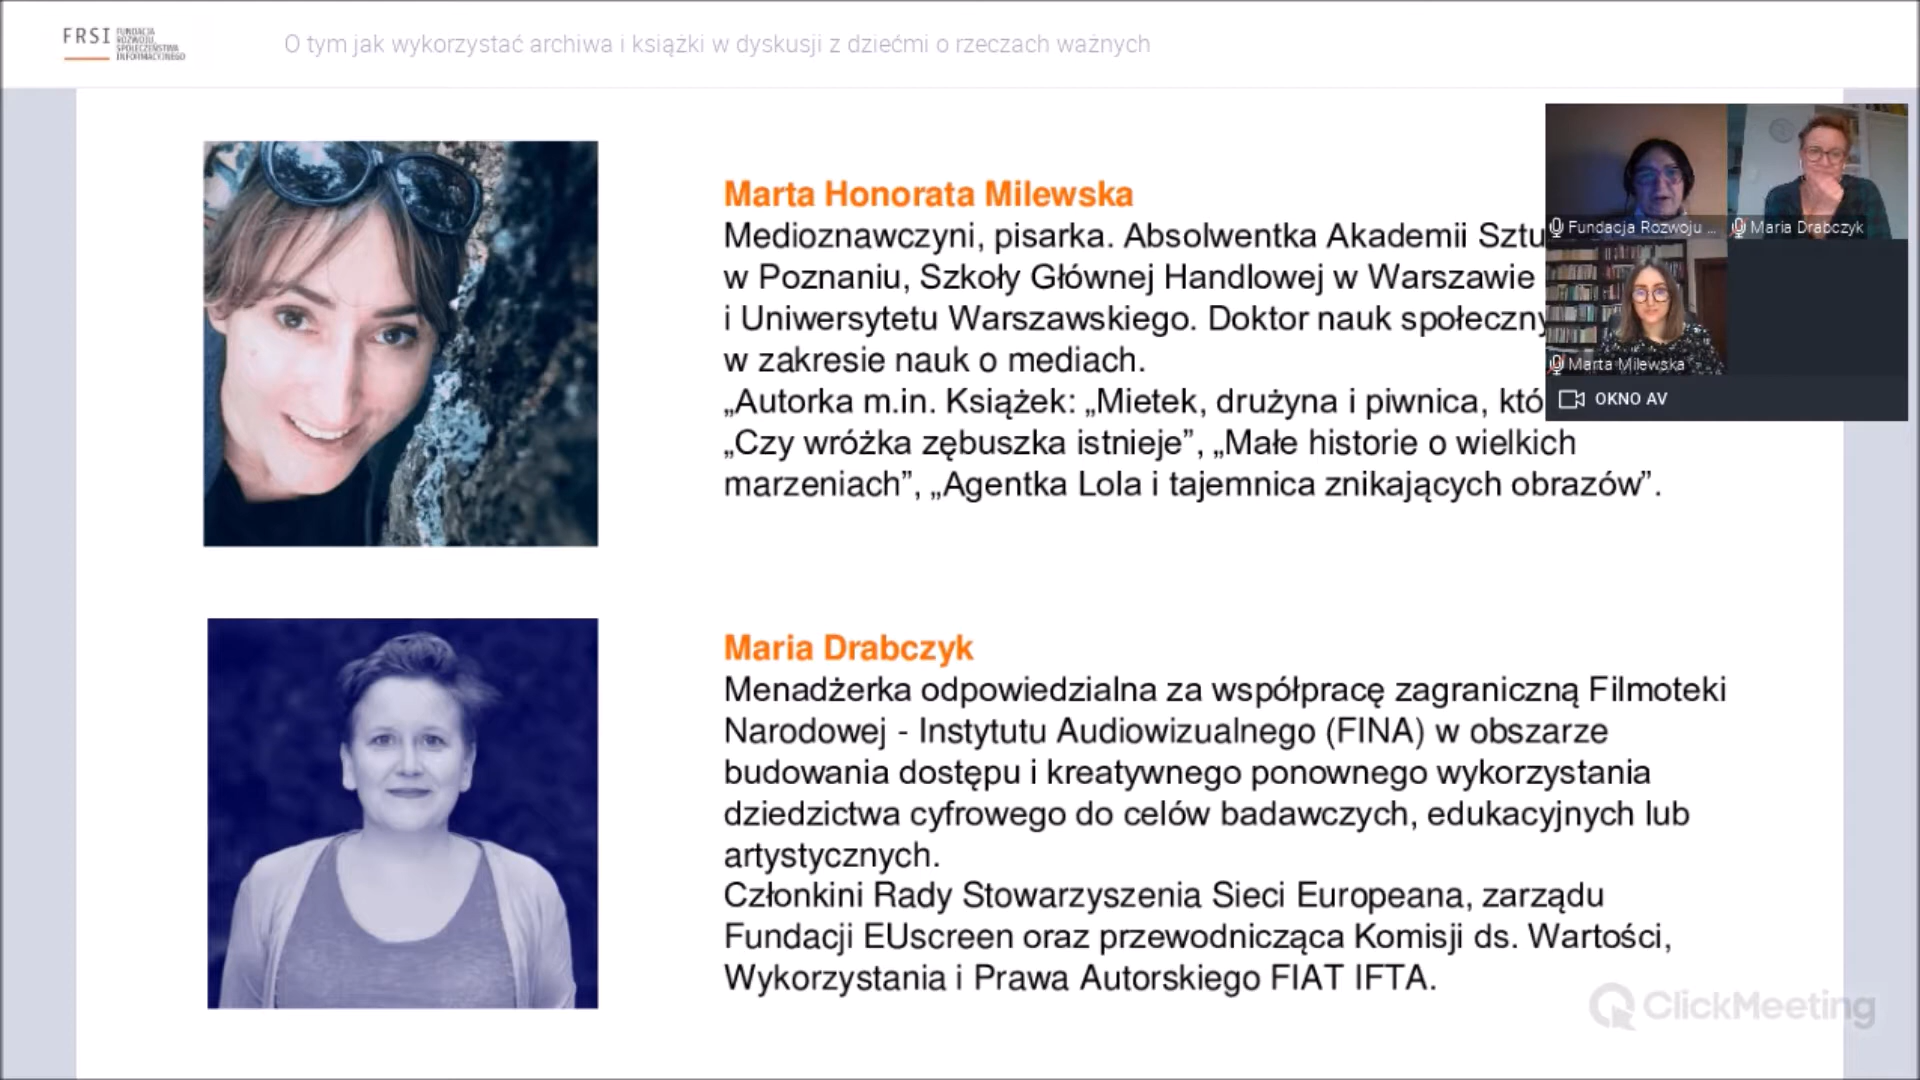 FRSI
FUNDACJA
ROZWOJU
SPOŁECZEŃSTWA
INFORMACYJNEGO
O tym jak wykorzystać archiwa i książki w dyskusji z dziećmi o rzeczach ważnych
Marta Honorata Milewska
Medioznawczyni, pisarka. Absolwentka Akademii Sztu
w Poznaniu, Szkoły Głównej Handlowej w Warszawie
i Uniwersytetu Warszawskiego. Doktor nauk społeczny
w zakresie nauk o mediach.
„Autorka m.in. Książek: „Mietek, drużyna i piwnica, któ
„Czy wróżka zębuszka istnieje”, „Małe historie o wielkich
marzeniach”, „Agentka Lola i tajemnica znikających obrazów”.
Fundacja Rozwoju ...
Maria Drabczyk
Marta Milewska
OKNO AV
Maria Drabczyk
Menadżerka odpowiedzialna za współpracę zagraniczną Filmoteki
Narodowej - Instytutu Audiowizualnego (FINA) w obszarze
budowania dostępu i kreatywnego ponownego wykorzystania
dziedzictwa cyfrowego do celów badawczych, edukacyjnych lub
artystycznych.
Członkini Rady Stowarzyszenia Sieci Europeana, zarządu
Fundacji EUscreen oraz przewodnicząca Komisji ds. Wartości,
Wykorzystania i Prawa Autorskiego FIAT IFTA.
ClickMeeting